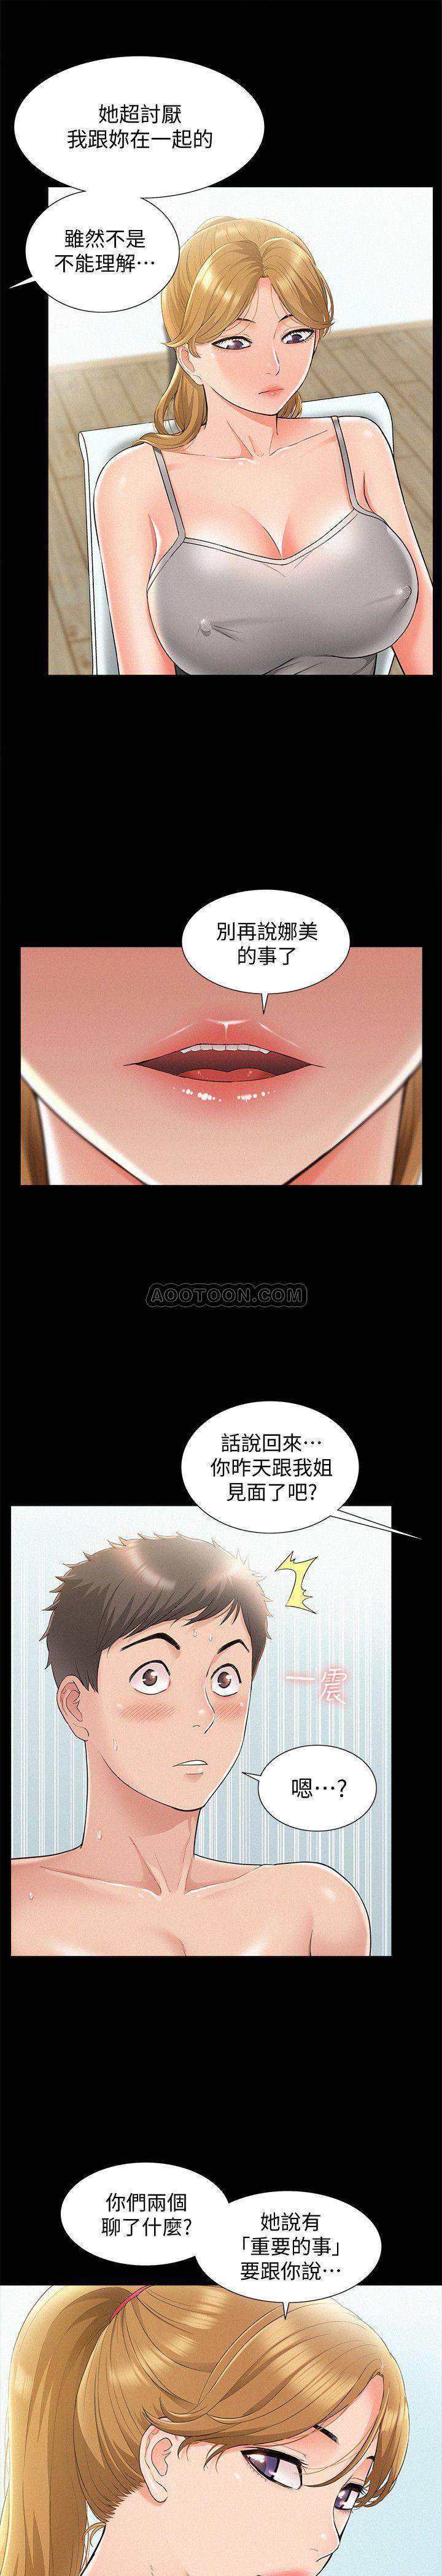 她超討厭
我跟妳在一起的
雖然不是
不能理解⋯
別再說娜美
的事了
AOOTOON.COM
話說回來⋯
你昨天跟我姐
見面了吧?
一震
嗯⋯?
你們兩個
聊了什麼?
她說有
「重要的事」
要跟你說⋯